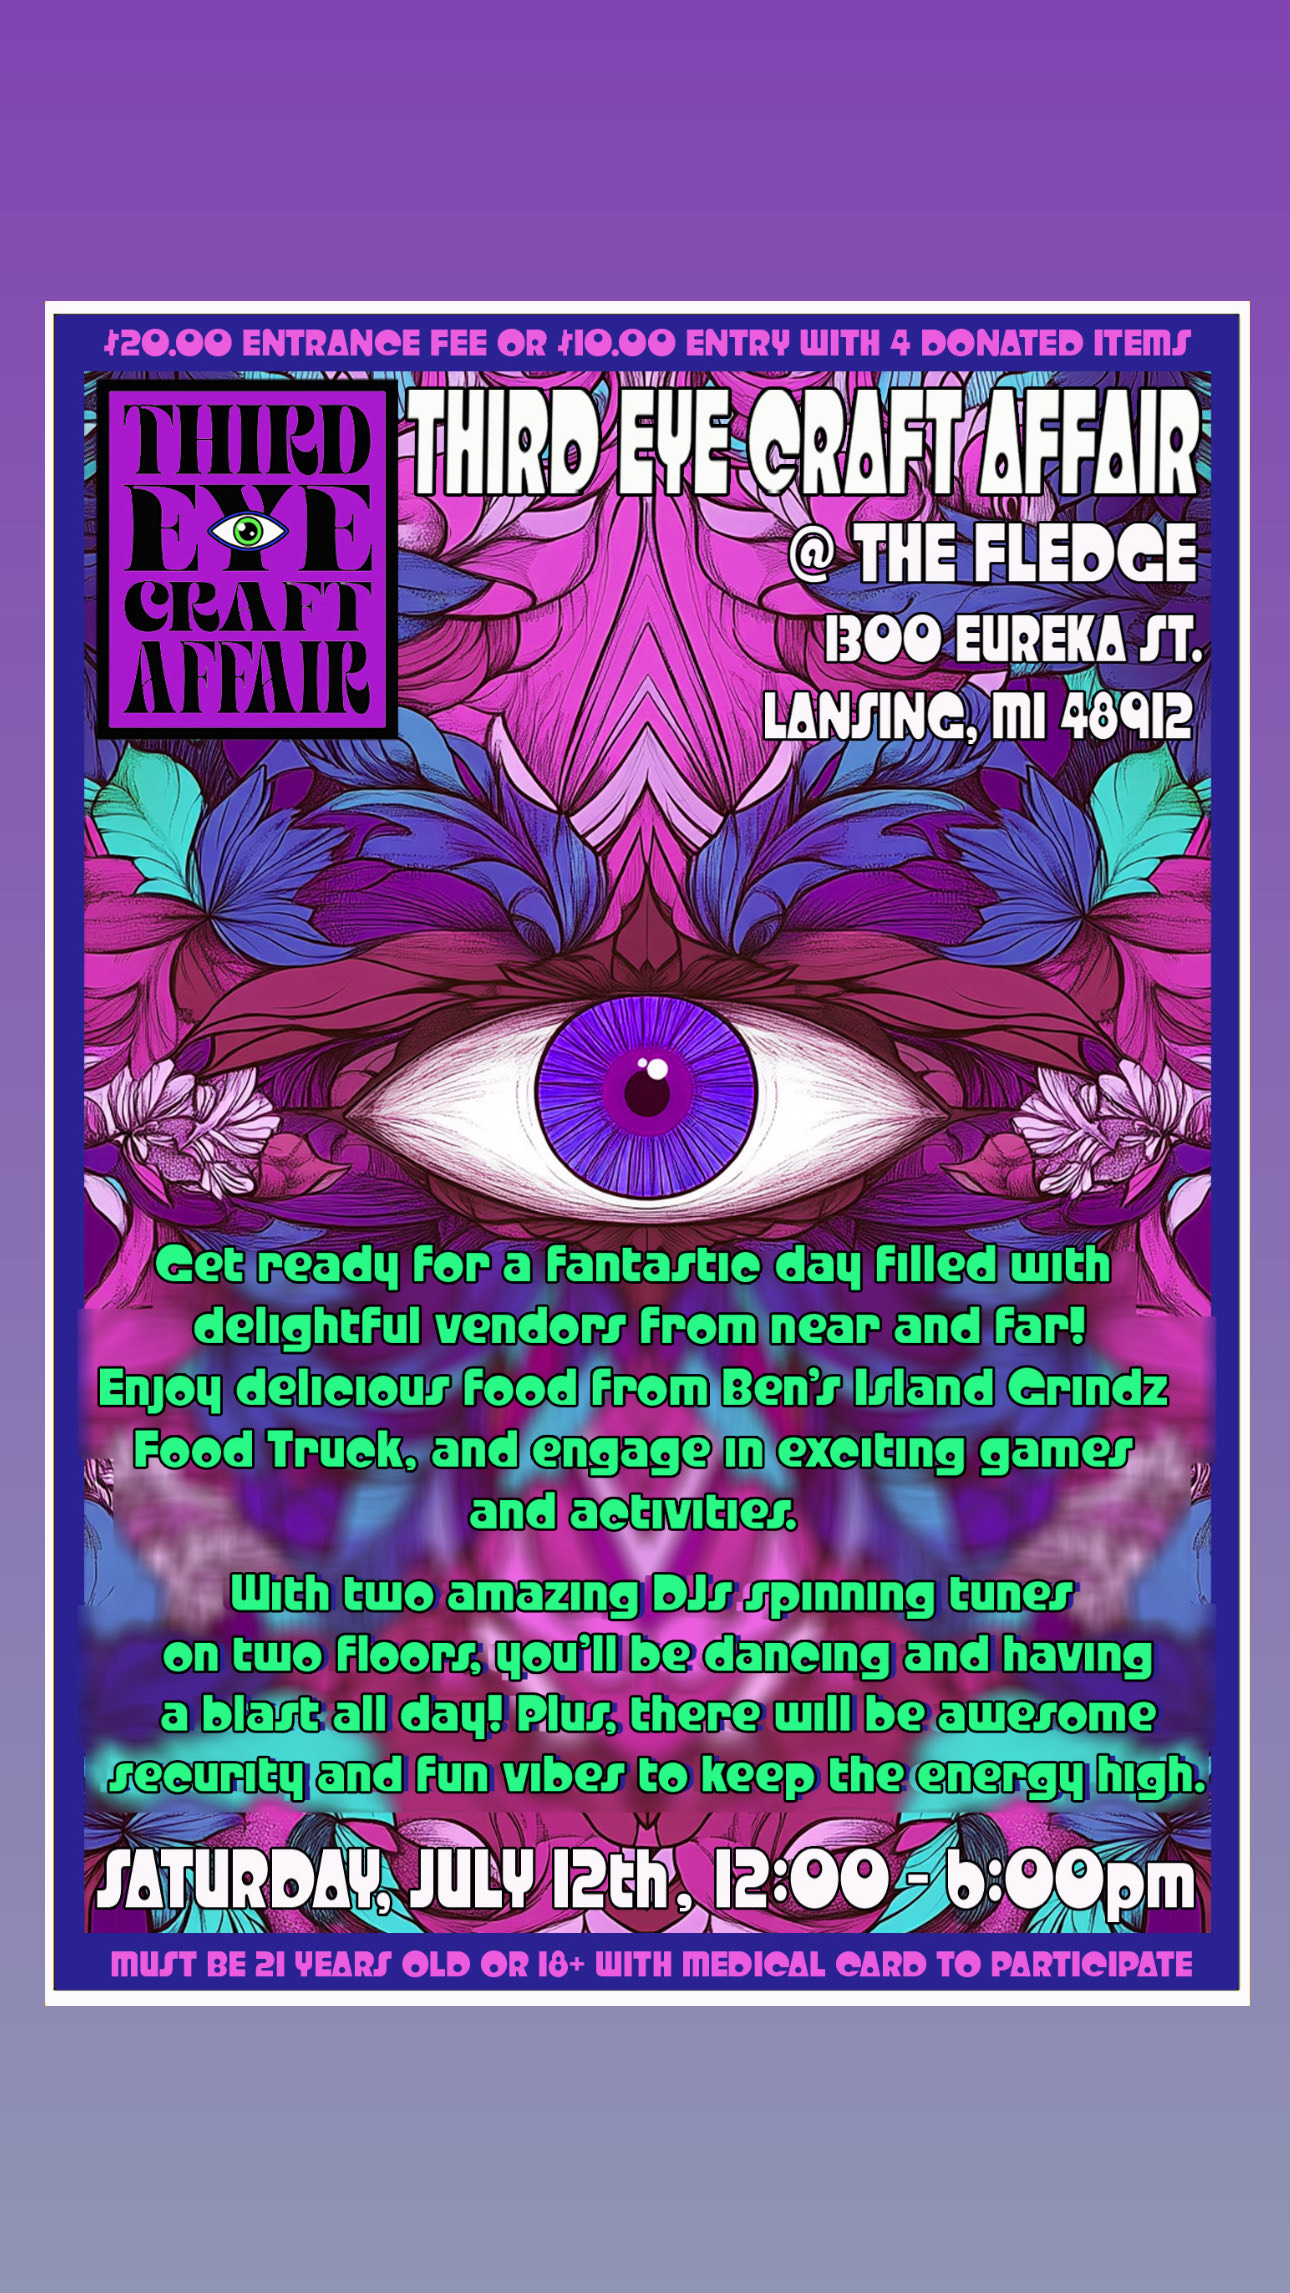 $20.00 ENTRANCE FEE OR $10.00 ENTRY WITH 4 DONATED ITEMS
THIRD
EYE
CRAFT
AFFAIR
THIRD EYE CRAFT AFFAIR
@ THE FLEDGE
1300 EUREKA ST.
LANSING, MI 48912
Get ready for a fantastic day filled with
delightful vendors from near and far!
Enjoy delicious food from Ben's Island Grindz
Food Truck, and engage in exciting games
and activities.
With two amazing DJs spinning tunes
on two floors, you'll be dancing and having
a blast all day! Plus, there will be awesome
security and fun vibes to keep the energy high.
SATURDAY, JULY 12th, 12:00 - 6:00pm
MUST BE 21 YEARS OLD OR 18+ WITH MEDICAL CARD TO PARTICIPATE